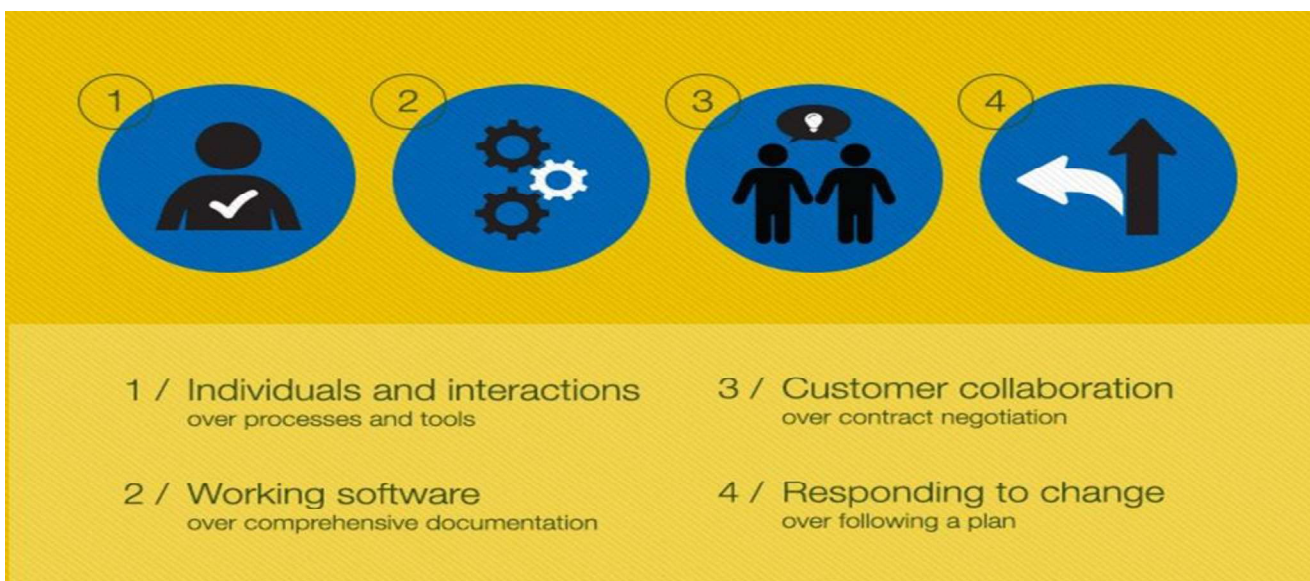 1
2
3
4
1 / Individuals and interactions
over processes and tools
2 / Working software
over comprehensive documentation
3 / Customer collaboration
over contract negotiation
4 / Responding to change
over following a plan